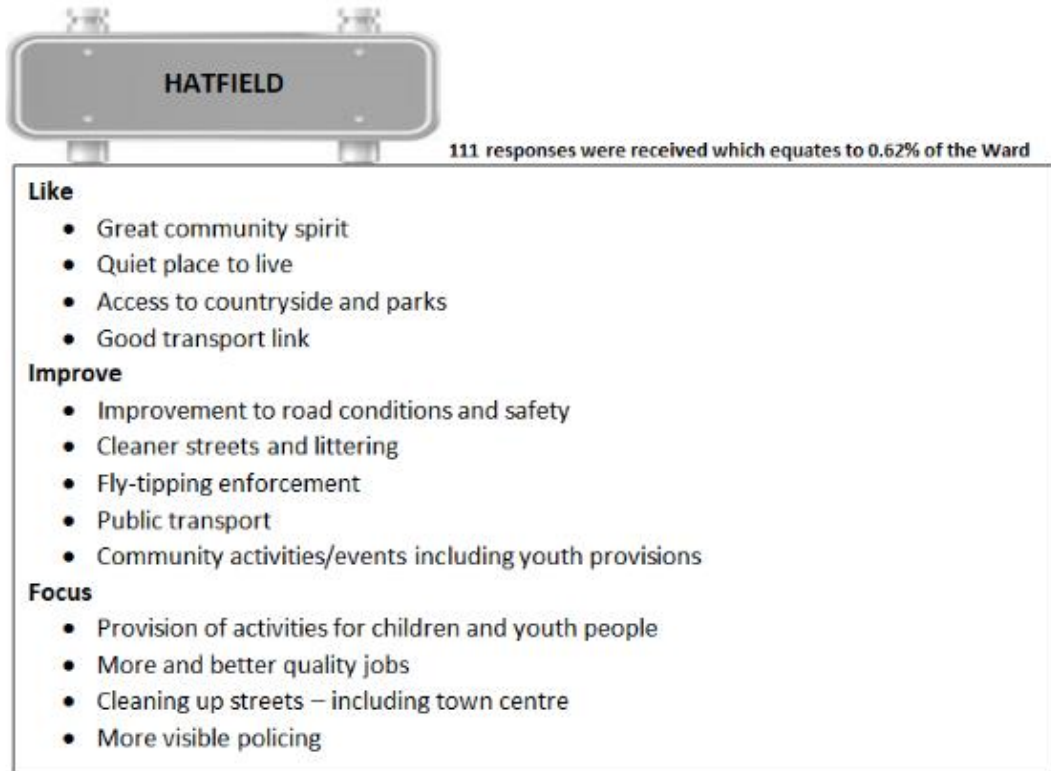 HATFIELD
111 responses were received which equates to 0.62% of the Ward
Like
• Great community spirit
• Quiet place to live
• Access to countryside and parks
• Good transport link
Improve
• Improvement to road conditions and safety
• Cleaner streets and littering
• Fly-tipping enforcement
• Public transport
• Community activities/events including youth provisions
Focus
• Provision of activities for children and youth people
• More and better quality jobs
• Cleaning up streets – including town centre
• More visible policing